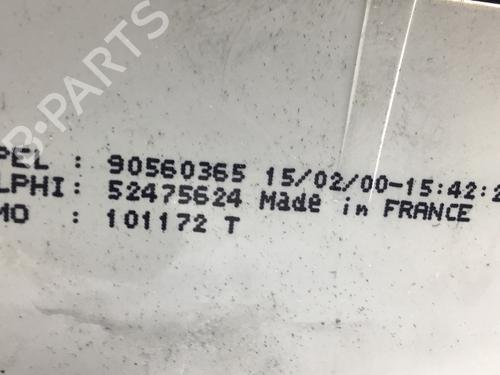 B-PARTS
PEL : 90560365 15/02/00-15:42:2
LPHI: 52475624 Made in FRANCE
MO : 101172 T